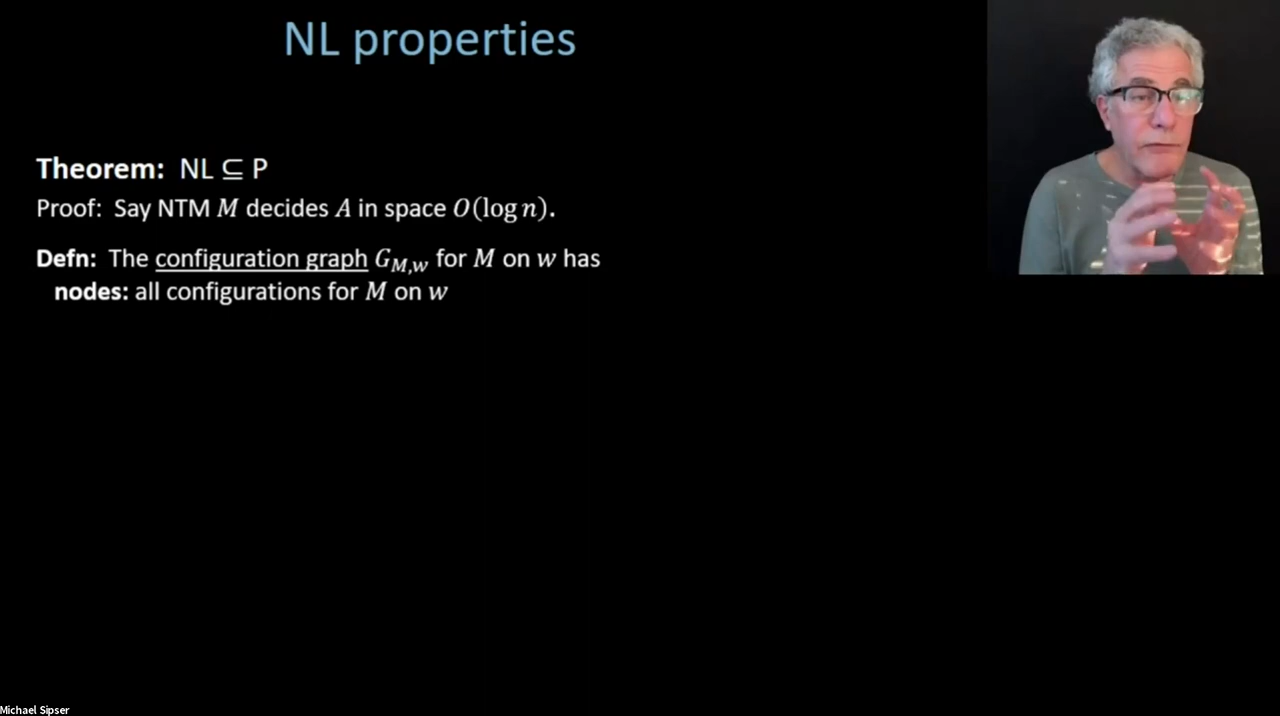 NL properties
Theorem: NL ⊆ P
Proof: Say NTM M decides A in space O(log n).
Defn: The configuration graph G_{M,w} for M on w has
nodes: all configurations for M on w
Michael Sipser